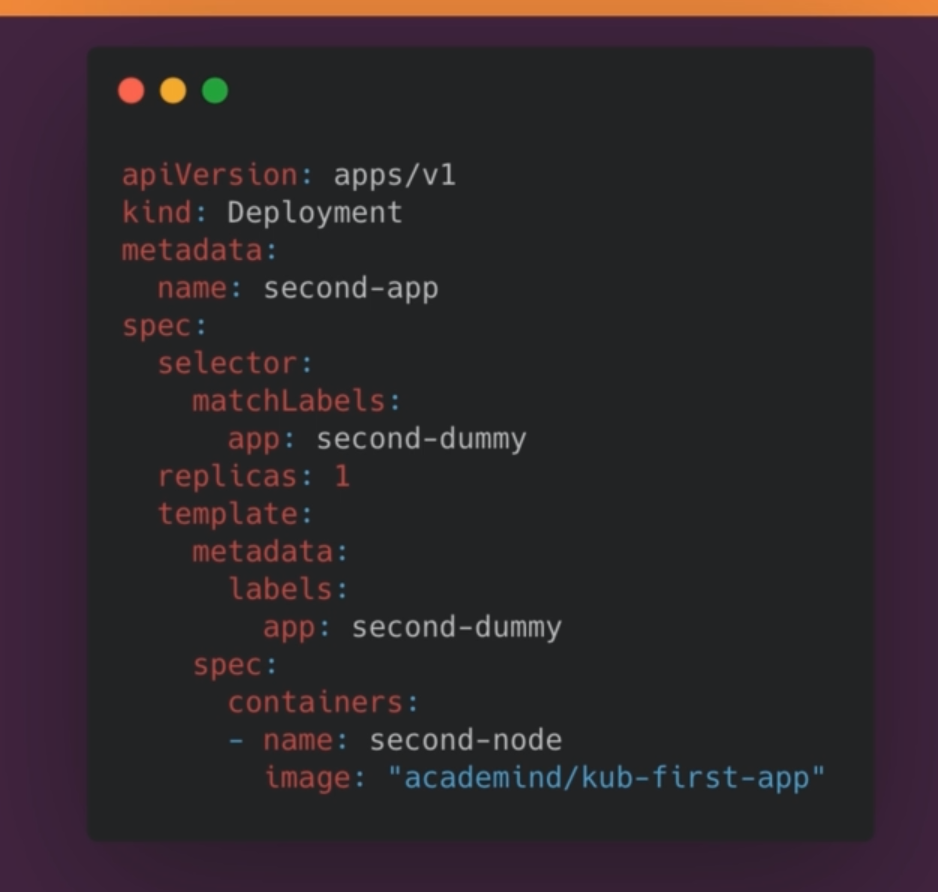 apiVersion: apps/v1
kind: Deployment
metadata:
  name: second-app
spec:
  selector:
    matchLabels:
      app: second-dummy
  replicas: 1
  template:
    metadata:
      labels:
        app: second-dummy
    spec:
      containers:
      - name: second-node
        image: "academind/kub-first-app"